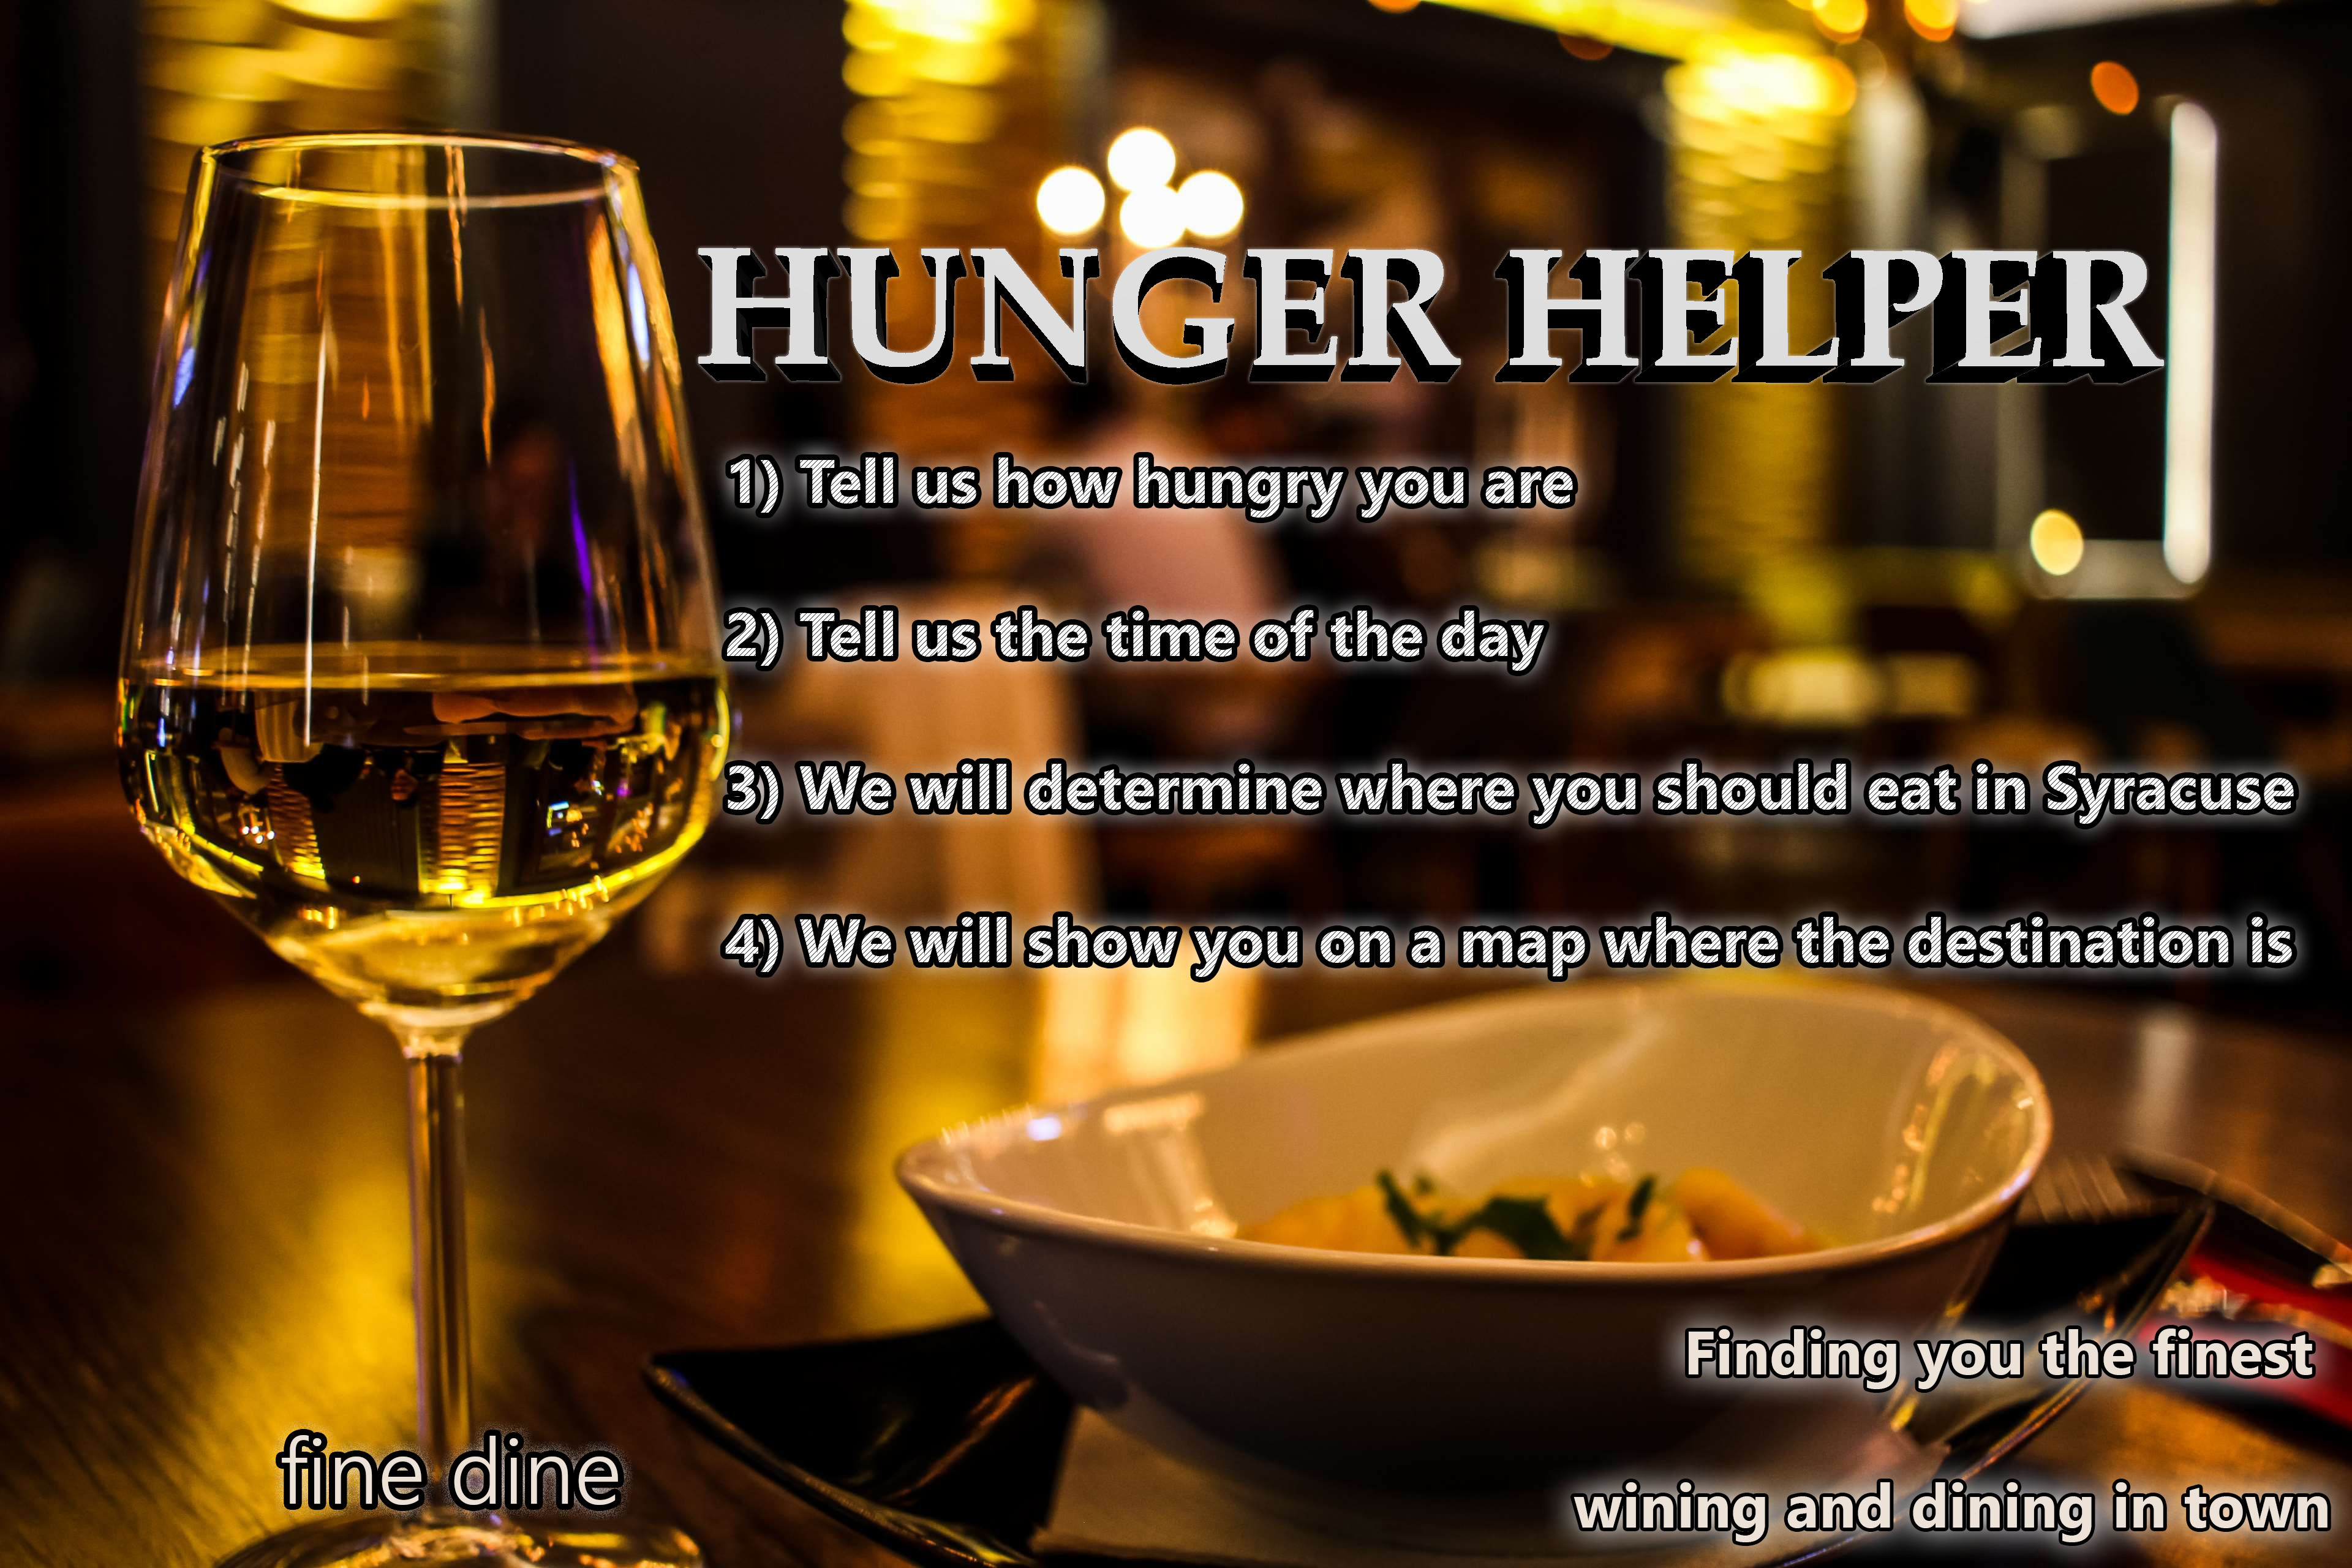 HUNGER HELPER
1) Tell us how hungry you are
2) Tell us the time of the day
3) We will determine where you should eat in Syracuse
4) We will show you on a map where the destination is
Finding you the finest
wining and dining in town
fine dine